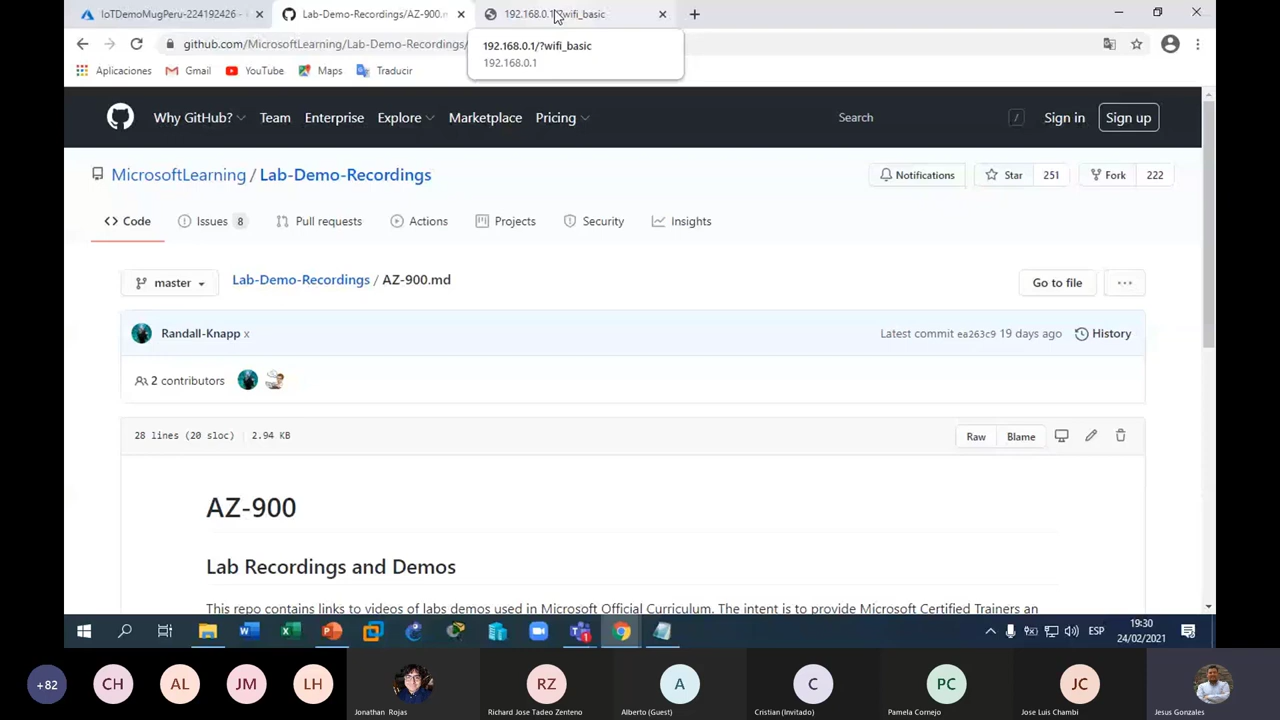 IoTDemoMugPeru-224192426 -
Lab-Demo-Recordings/AZ-900.m
192.168.0.1/?wifi_basic
github.com/MicrosoftLearning/Lab-Demo-Recordings/
192.168.0.1/?wifi_basic
192.168.0.1
Aplicaciones
Gmail
YouTube
Maps
Traducir
Why GitHub?
Team
Enterprise
Explore
Marketplace
Pricing
Search
/
Sign in
Sign up
MicrosoftLearning / Lab-Demo-Recordings
Notifications
Star
251
Fork
222
Code
Issues 8
Pull requests
Actions
Projects
Security
Insights
master
Lab-Demo-Recordings / AZ-900.md
Go to file
Randall-Knapp x
Latest commit ea263c9 19 days ago
History
2 contributors
28 lines (20 sloc)
2.94 KB
Raw
Blame
AZ-900
Lab Recordings and Demos
This repo contains links to videos of labs demos used in Microsoft Official Curriculum. The intent is to provide Microsoft Certified Trainers an
ESP
19:30
24/02/2021
+82
CH
AL
JM
LH
RZ
A
C
PC
JC
Jonathan Rojas
Richard Jose Tadeo Zenteno
Alberto (Guest)
Cristian (Invitado)
Pamela Cornejo
Jose Luis Chambi
Jesus Gonzales